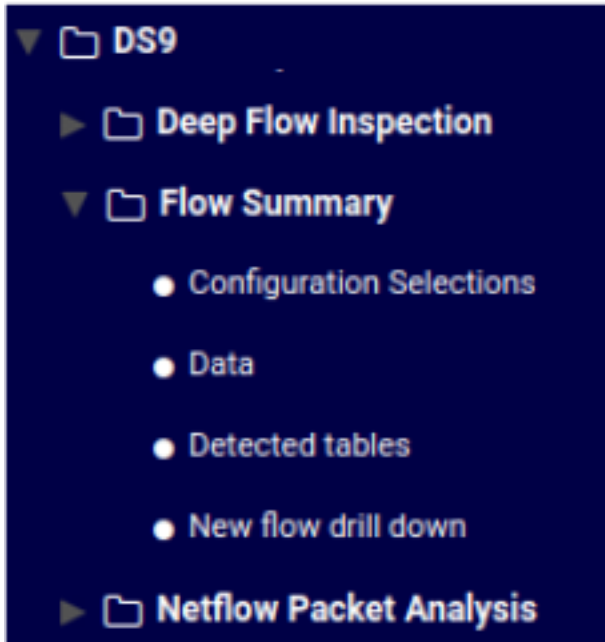 DS9
Deep Flow Inspection
Flow Summary
Configuration Selections
Data
Detected tables
New flow drill down
Netflow Packet Analysis